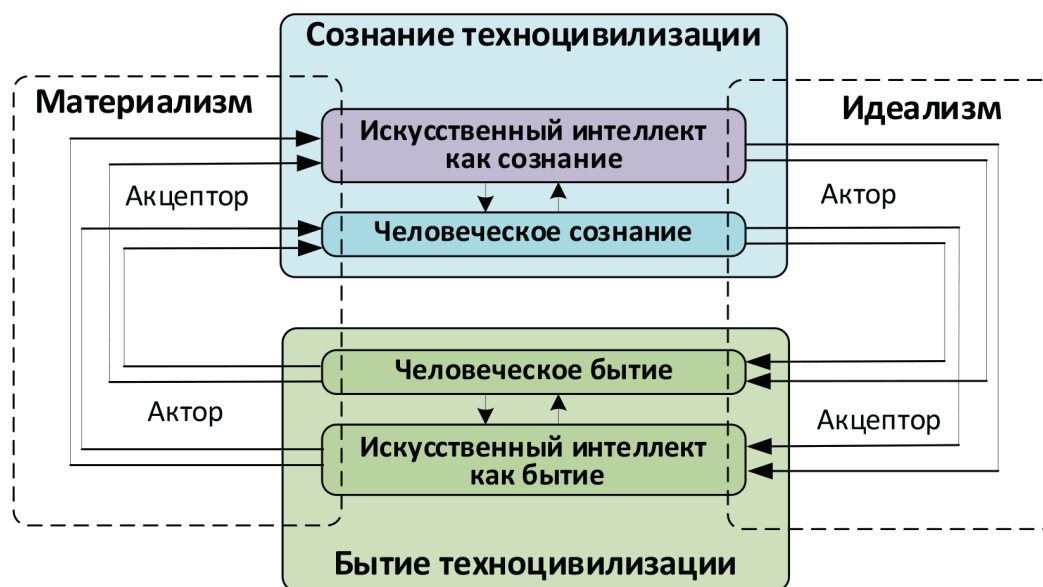 Сознание техноцивилизации
Материализм
Идеализм
Искусственный интеллект
как сознание
Акцептор
Актор
Человеческое сознание
Человеческое бытие
Актор
Акцептор
Искусственный интеллект
как бытие
Бытие техноцивилизации